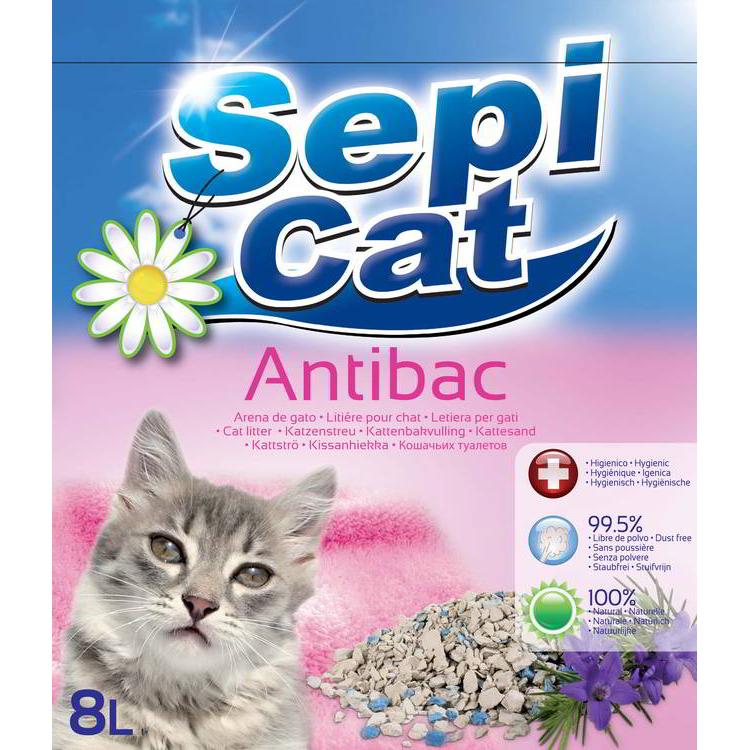 Sepi
Cat
Antibac
Arena de gato • Litiére pour chat • Letiera per gati
• Cat litter • Katzenstreu • Kattenbakvulling • Kattesand
• Kattströ • Kissanhiekka • Кошачьих туалетов
• Higienico • Hygienic
• Hygiénique • Igenica
• Hygienisch • Hygiënische
99.5%
• Libre de polvo • Dust free
• Sans poussière
• Senza polvere
• Staubfrei • Stuifvrijn
100%
• Natural • Naturelle
• Naturale • Natürlich
• Natuurlijke
8L